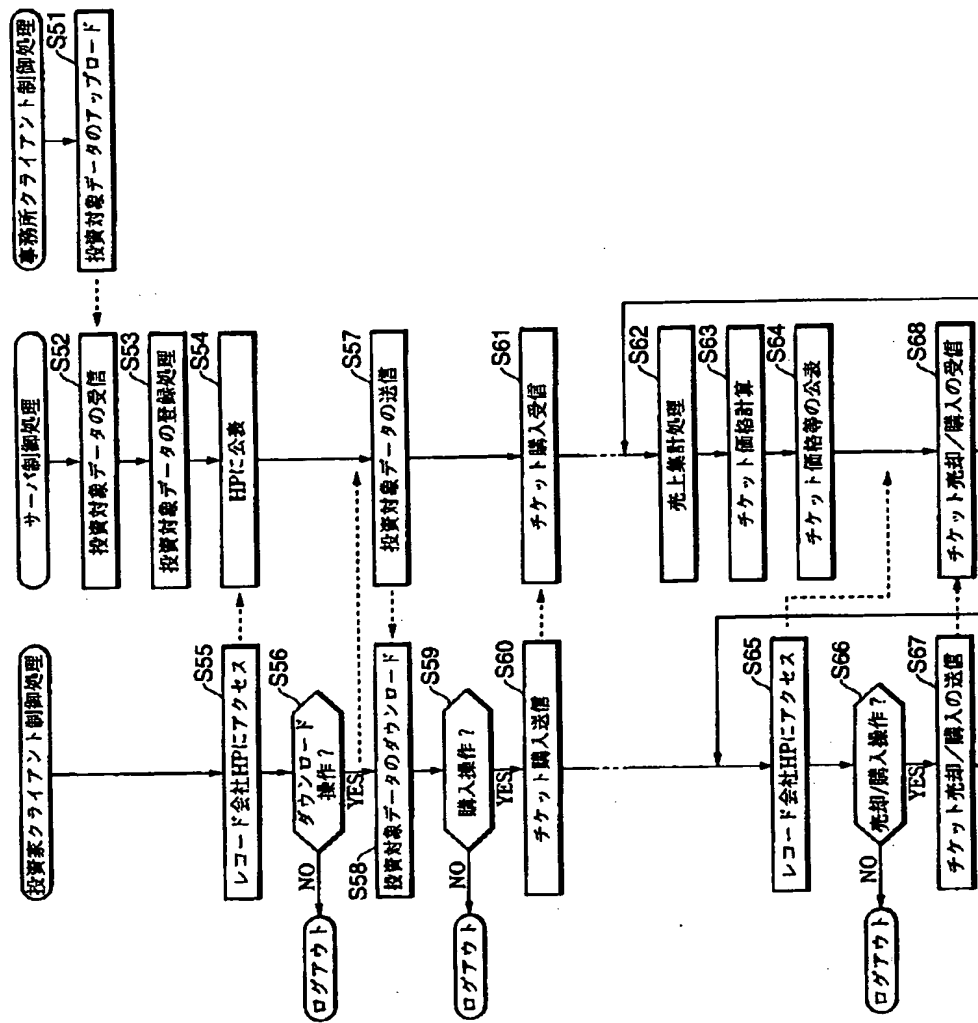 投資家クライアント制御処理
レコード会社HPにアクセス
S55
ダウンロード
操作？
S56
NO
YES
ログアウト
投資対象データのダウンロード
S58
購入操作？
S59
NO
YES
ログアウト
チケット購入送信
S60
レコード会社HPにアクセス
S65
売却/購入操作？
S66
NO
YES
ログアウト
チケット売却/購入の送信
S67
サーバ制御処理
投資対象データの受信
S52
投資対象データの登録処理
S53
HPに公表
S54
投資対象データの送信
S57
チケット購入受信
S61
売上集計処理
S62
チケット価格計算
S63
チケット価格等の公表
S64
チケット売却/購入の受信
S68
事務所クライアント制御処理
投資対象データのアップロード
S51